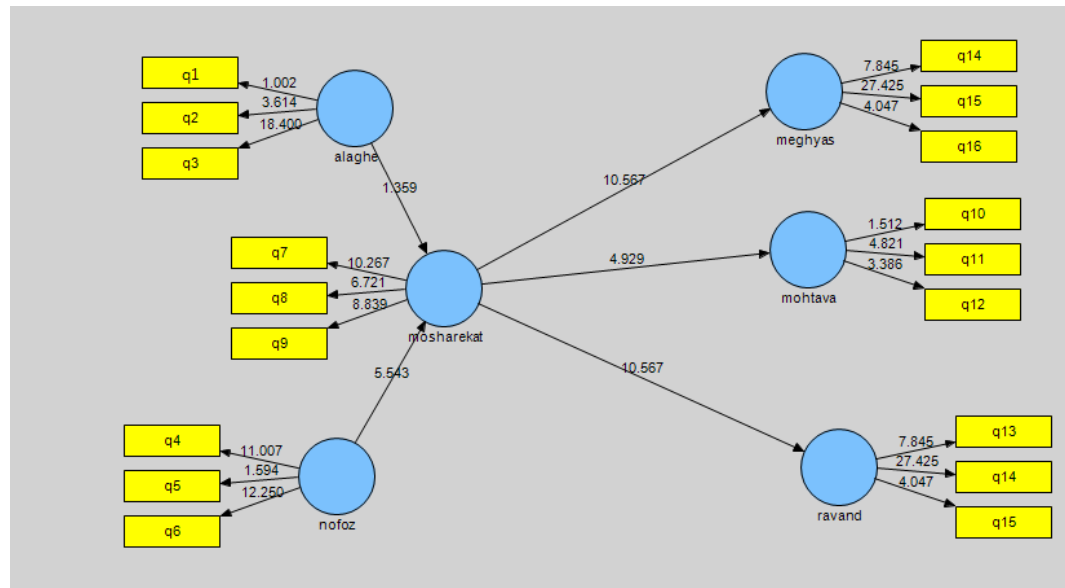 q1
q2
q3
1.002
3.614
18.400
alaghe
1.359
q7
q8
q9
10.267
6.721
8.839
mosharekat
5.543
q4
q5
q6
11.007
1.594
12.250
nofoz
10.567
4.929
10.567
meghyas
7.845
27.425
4.047
q14
q15
q16
mohtava
1.512
4.821
3.386
q10
q11
q12
ravand
7.845
27.425
4.047
q13
q14
q15